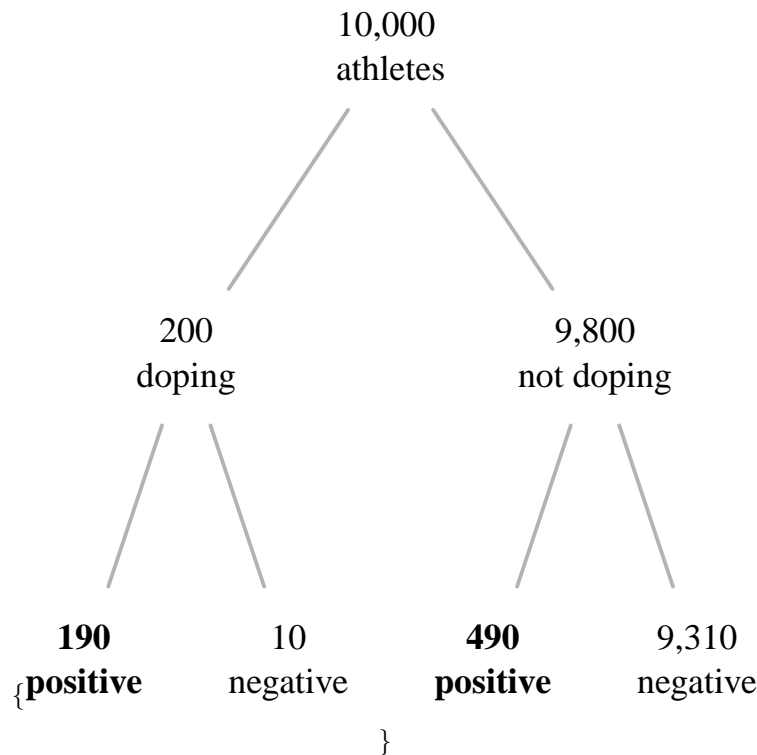 10,000
athletes
200 9,800
doping not doping
190 10 490 9,310
{positive negative positive negative
}